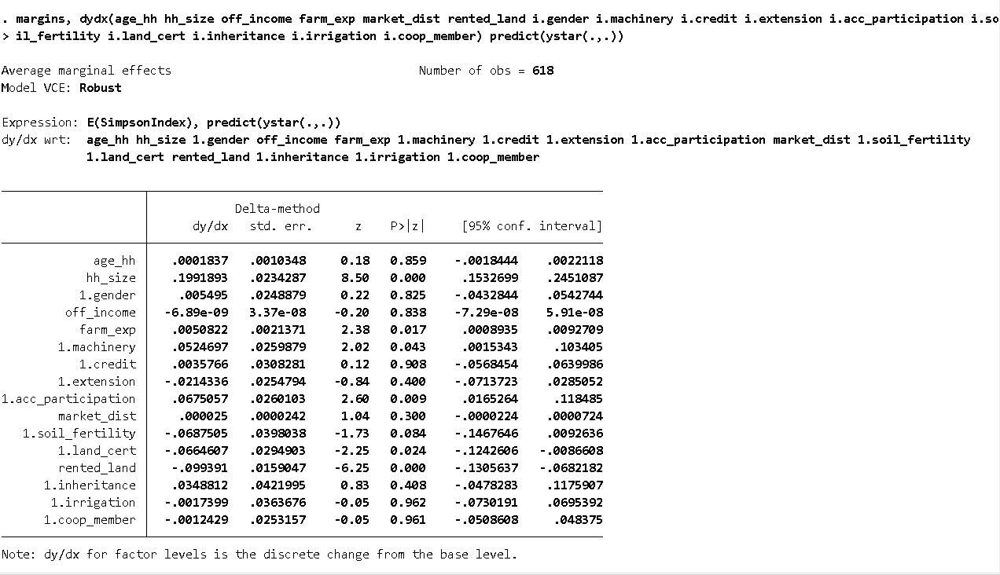 . margins, dydx(age_hh hh_size off_income farm_exp market_dist rented_land i.gender i.machinery i.credit i.extension i.acc_participation i.so
> il_fertility i.land_cert i.inheritance i.irrigation i.coop_member) predict(ystar(.,.))
Average marginal effects Number of obs = 618
Model VCE: Robust
Expression: E(SimpsonIndex), predict(ystar(.,.))
dy/dx wrt: age_hh hh_size 1.gender off_income farm_exp 1.machinery 1.credit 1.extension 1.acc_participation market_dist 1.soil_fertility
1.land_cert rented_land 1.inheritance 1.irrigation 1.coop_member
Delta-method
dy/dx std. err. z P>|z| [95% conf. interval]
age_hh .0001837 .0010348 0.18 0.859 -.0018444 .0022118
hh_size .1991893 .0234287 8.50 0.000 .1532699 .2451087
1.gender .005495 .0248879 0.22 0.825 -.0432844 .0542744
off_income -6.89e-09 3.37e-08 -0.20 0.838 -7.29e-08 5.91e-08
farm_exp .0050822 .0021371 2.38 0.017 .0008935 .0092709
1.machinery .0524697 .0259879 2.02 0.043 .0015343 .103405
1.credit .0035766 .0308281 0.12 0.908 -.0568454 .0639986
1.extension -.0214336 .0254794 -0.84 0.400 -.0713723 .0285052
1.acc_participation .0675057 .0260103 2.60 0.009 .0165264 .118485
market_dist .000025 .0000242 1.04 0.300 -.0000224 .0000724
1.soil_fertility -.0687505 .0398038 -1.73 0.084 -.1467646 .0092636
1.land_cert -.0664607 .0294903 -2.25 0.024 -.1242606 -.0086608
rented_land -.099391 .0159047 -6.25 0.000 -.1305637 -.0682182
1.inheritance .0348812 .0421995 0.83 0.408 -.0478283 .1175907
1.irrigation -.0017399 .0363676 -0.05 0.962 -.0730191 .0695392
1.coop_member -.0012429 .0253157 -0.05 0.961 -.0508608 .048375
Note: dy/dx for factor levels is the discrete change from the base level.